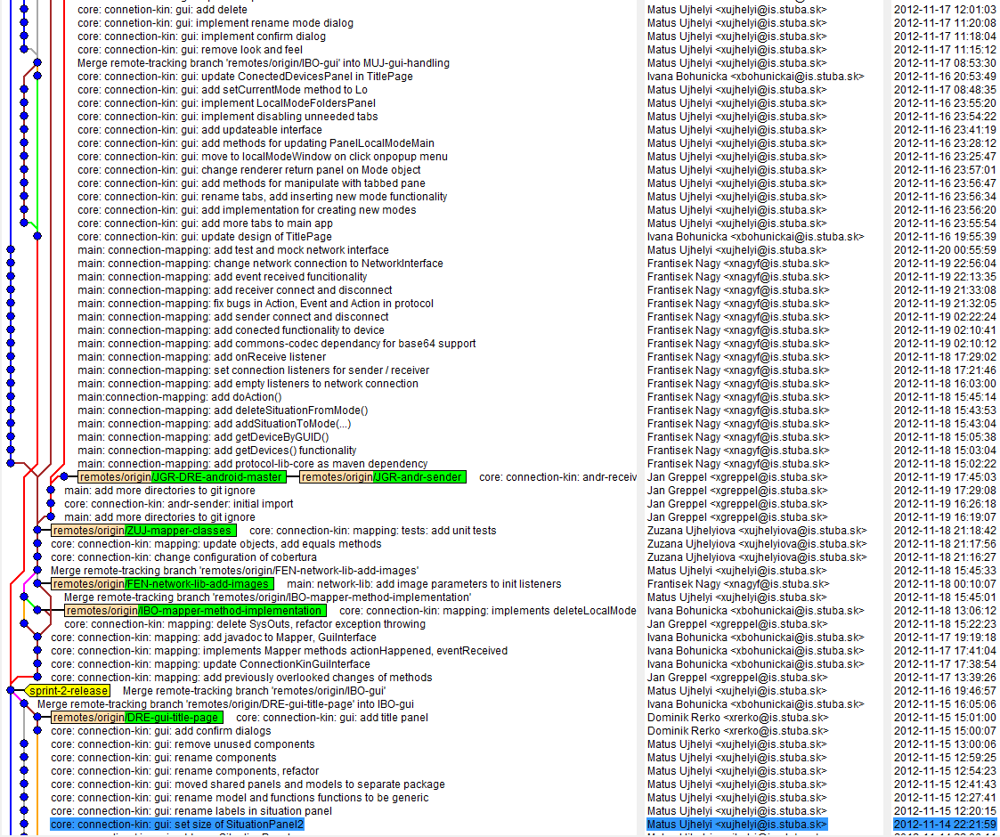 core: connetion-kin: gui: add delete Matus Ujhelyi <xujhelyi@is.stuba.sk> 2012-11-17 12:01:03
core: connection-kin: gui: implement rename mode dialog Matus Ujhelyi <xujhelyi@is.stuba.sk> 2012-11-17 11:20:08
core: connection-kin: gui: implement confirm dialog Matus Ujhelyi <xujhelyi@is.stuba.sk> 2012-11-17 11:18:04
core: connection-kin: gui: remove look and feel Matus Ujhelyi <xujhelyi@is.stuba.sk> 2012-11-17 11:15:12
Merge remote-tracking branch 'remotes/origin/IBO-gui' into MUJ-gui-handling Matus Ujhelyi <xujhelyi@is.stuba.sk> 2012-11-17 08:53:30
core: connection-kin: gui: update ConectedDevicesPanel in TitlePage Ivana Bohunicka <xbohunickai@is.stuba.sk> 2012-11-16 20:53:49
core: connection-kin: gui: add setCurrentMode method to Lo Matus Ujhelyi <xujhelyi@is.stuba.sk> 2012-11-17 08:48:35
core: connection-kin: gui: implement LocalModeFoldersPanel Matus Ujhelyi <xujhelyi@is.stuba.sk> 2012-11-16 23:55:20
core: connection-kin: gui: implement disabling unneeded tabs Matus Ujhelyi <xujhelyi@is.stuba.sk> 2012-11-16 23:54:22
core: connection-kin: gui: add updateable interface Matus Ujhelyi <xujhelyi@is.stuba.sk> 2012-11-16 23:41:19
core: connection-kin: gui: add methods for updating PanelLocalModeMain Matus Ujhelyi <xujhelyi@is.stuba.sk> 2012-11-16 23:28:12
core: connection-kin: gui: move to localModeWindow on click onpopup menu Matus Ujhelyi <xujhelyi@is.stuba.sk> 2012-11-16 23:25:47
core: connection-kin: gui: change renderer return panel on Mode object Matus Ujhelyi <xujhelyi@is.stuba.sk> 2012-11-16 23:57:01
core: connection-kin: gui: add methods for manipulate with tabbed pane Matus Ujhelyi <xujhelyi@is.stuba.sk> 2012-11-16 23:56:47
core: connection-kin: gui: rename tabs, add inserting new mode functionality Matus Ujhelyi <xujhelyi@is.stuba.sk> 2012-11-16 23:56:34
core: connection-kin: gui: add implementation for creating new modes Matus Ujhelyi <xujhelyi@is.stuba.sk> 2012-11-16 23:56:20
core: connection-kin: gui: add more tabs to main app Matus Ujhelyi <xujhelyi@is.stuba.sk> 2012-11-16 23:55:54
core: connection-kin: gui: update design of TitlePage Ivana Bohunicka <xbohunickai@is.stuba.sk> 2012-11-16 19:55:39
main: connection-mapping: add test and mock network interface Matus Ujhelyi <xujhelyi@is.stuba.sk> 2012-11-20 00:55:59
main: connection-mapping: change network connection to NetworkInterface Frantisek Nagy <xnagyf@is.stuba.sk> 2012-11-19 22:56:04
main: connection-mapping: add event received funcitionality Frantisek Nagy <xnagyf@is.stuba.sk> 2012-11-19 22:13:35
main: connection-mapping: add receiver connect and disconnect Frantisek Nagy <xnagyf@is.stuba.sk> 2012-11-19 21:33:08
main: connection-mapping: fix bugs in Action, Event and Action in protocol Frantisek Nagy <xnagyf@is.stuba.sk> 2012-11-19 21:32:05
main: connection-mapping: add sender connect and disconnect Frantisek Nagy <xnagyf@is.stuba.sk> 2012-11-19 02:22:24
main: connection-mapping: add conected functionality to device Frantisek Nagy <xnagyf@is.stuba.sk> 2012-11-19 02:10:41
main: connection-mapping: add commons-codec dependancy for base64 support Frantisek Nagy <xnagyf@is.stuba.sk> 2012-11-19 02:10:12
main: connection-mapping: add onReceive listener Frantisek Nagy <xnagyf@is.stuba.sk> 2012-11-18 17:29:02
main: connection-mapping: set connection listeners for sender / receiver Frantisek Nagy <xnagyf@is.stuba.sk> 2012-11-18 17:21:46
main: connection-mapping: add empty listeners to network connection Frantisek Nagy <xnagyf@is.stuba.sk> 2012-11-18 16:03:00
main:connection-mapping: add doAction() Frantisek Nagy <xnagyf@is.stuba.sk> 2012-11-18 15:45:14
main: connection-mapping: add deleteSituationFromMode() Frantisek Nagy <xnagyf@is.stuba.sk> 2012-11-18 15:43:53
main: connection-mapping: add addSituationToMode(...) Frantisek Nagy <xnagyf@is.stuba.sk> 2012-11-18 15:43:04
main: connection-mapping: add getDeviceByGUID() Frantisek Nagy <xnagyf@is.stuba.sk> 2012-11-18 15:05:38
main: connection-mapping: add getDevices() functionality Frantisek Nagy <xnagyf@is.stuba.sk> 2012-11-18 15:03:04
main: connection-mapping: add protocol-lib-core as maven dependency Frantisek Nagy <xnagyf@is.stuba.sk> 2012-11-18 15:02:22
remotes/origin/JGR-DRE-android-master remotes/origin/JGR-andr-sender core: connection-kin: andr-receiv Jan Greppel <xgreppel@is.stuba.sk> 2012-11-19 17:45:03
main: add more directories to git ignore Jan Greppel <xgreppel@is.stuba.sk> 2012-11-19 17:29:08
core: connection-kin: andr-sender: initial import Jan Greppel <xgreppel@is.stuba.sk> 2012-11-19 16:26:18
main: add more directories to git ignore Jan Greppel <xgreppel@is.stuba.sk> 2012-11-19 16:19:07
remotes/origin/ZUJ-mapper-classes core: connection-kin: mapping: tests: add unit tests Zuzana Ujhelyiova <xujhelyiova@is.stuba.sk> 2012-11-18 21:18:42
core: connection-kin: mapping: update objects, add equals methods Zuzana Ujhelyiova <xujhelyiova@is.stuba.sk> 2012-11-18 21:17:56
core: connection-kin: change configuration of cobertura Zuzana Ujhelyiova <xujhelyiova@is.stuba.sk> 2012-11-18 21:16:27
Merge remote-tracking branch 'remotes/origin/FEN-network-lib-add-images' Matus Ujhelyi <xujhelyi@is.stuba.sk> 2012-11-18 15:45:33
remotes/origin/FEN-network-lib-add-images main: network-lib: add image parameters to init listeners Frantisek Nagy <xnagyf@is.stuba.sk> 2012-11-18 00:10:07
Merge remote-tracking branch 'remotes/origin/IBO-mapper-method-implementation' Matus Ujhelyi <xujhelyi@is.stuba.sk> 2012-11-18 15:45:01
remotes/origin/IBO-mapper-method-implementation core: connection-kin: mapping: implements deleteLocalMode Ivana Bohunicka <xbohunickai@is.stuba.sk> 2012-11-18 13:06:12
core: connection-kin: mapping: delete SysOuts, refactor exception throwing Jan Greppel <xgreppel@is.stuba.sk> 2012-11-18 15:22:23
core: connection-kin: mapping: add javadoc to Mapper, GuiInterface Ivana Bohunicka <xbohunickai@is.stuba.sk> 2012-11-17 19:19:18
core: connection-kin: mapping: implements Mapper methods actionHappened, eventReceived Ivana Bohunicka <xbohunickai@is.stuba.sk> 2012-11-17 17:41:04
core: connection-kin: mapping: update ConnectionKinGuiInterface Ivana Bohunicka <xbohunickai@is.stuba.sk> 2012-11-17 17:38:54
core: connection-kin: mapping: add previously overlooked changes of methods Jan Greppel <xgreppel@is.stuba.sk> 2012-11-17 13:39:26
sprint-2-release Merge remote-tracking branch 'remotes/origin/IBO-gui' Matus Ujhelyi <xujhelyi@is.stuba.sk> 2012-11-16 19:46:57
Merge remote-tracking branch 'remotes/origin/DRE-gui-title-page' into IBO-gui Ivana Bohunicka <xbohunickai@is.stuba.sk> 2012-11-15 16:05:06
remotes/origin/DRE-gui-title-page core: connection-kin: gui: add title panel Dominik Rerko <xrerko@is.stuba.sk> 2012-11-15 15:01:00
core: connection-kin: gui: add confirm dialogs Dominik Rerko <xrerko@is.stuba.sk> 2012-11-15 15:00:07
core: connection-kin: gui: remove unused components Matus Ujhelyi <xujhelyi@is.stuba.sk> 2012-11-15 13:00:06
core: connection-kin: gui: rename components Matus Ujhelyi <xujhelyi@is.stuba.sk> 2012-11-15 12:59:25
core: connection-kin: gui: rename components, refactor Matus Ujhelyi <xujhelyi@is.stuba.sk> 2012-11-15 12:54:23
core: connection-kin: gui: moved shared panels and models to separate package Matus Ujhelyi <xujhelyi@is.stuba.sk> 2012-11-15 12:41:43
core: connection-kin: gui: rename model and functions functions to be generic Matus Ujhelyi <xujhelyi@is.stuba.sk> 2012-11-15 12:27:41
core: connection-kin: gui: rename labels in situation panel Matus Ujhelyi <xujhelyi@is.stuba.sk> 2012-11-15 12:20:15
core: connection-kin: gui: set size of SituationPanel2 Matus Ujhelyi <xujhelyi@is.stuba.sk> 2012-11-14 22:21:59